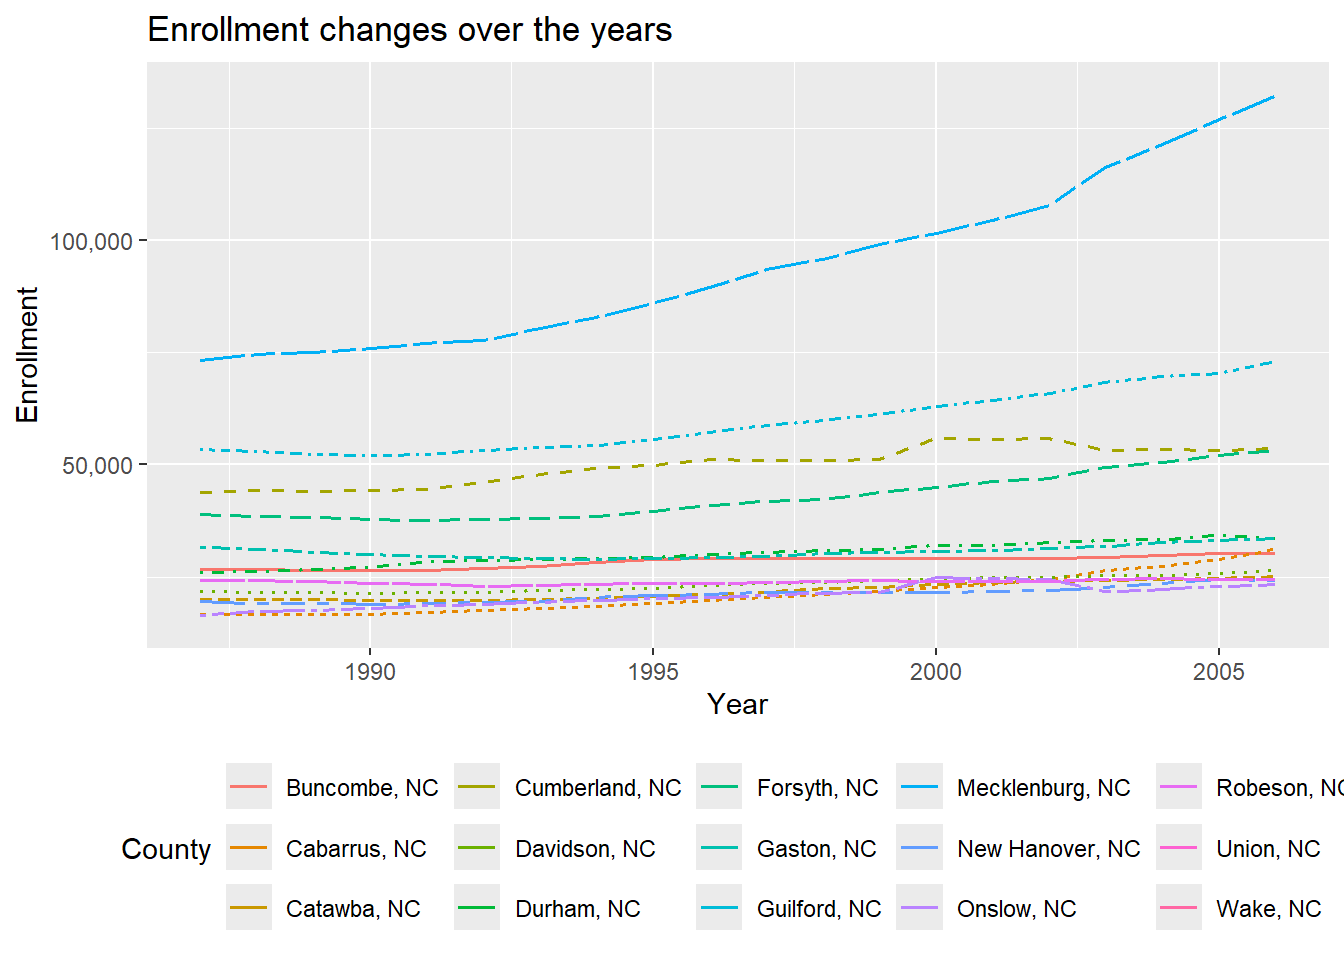 Enrollment changes over the years
100,000
50,000
Enrollment
1990 1995 2000 2005
Year
County
Buncombe, NC Cumberland, NC Forsyth, NC Mecklenburg, NC Robeson, NC
Cabarrus, NC Davidson, NC Gaston, NC New Hanover, NC Union, NC
Catawba, NC Durham, NC Guilford, NC Onslow, NC Wake, NC